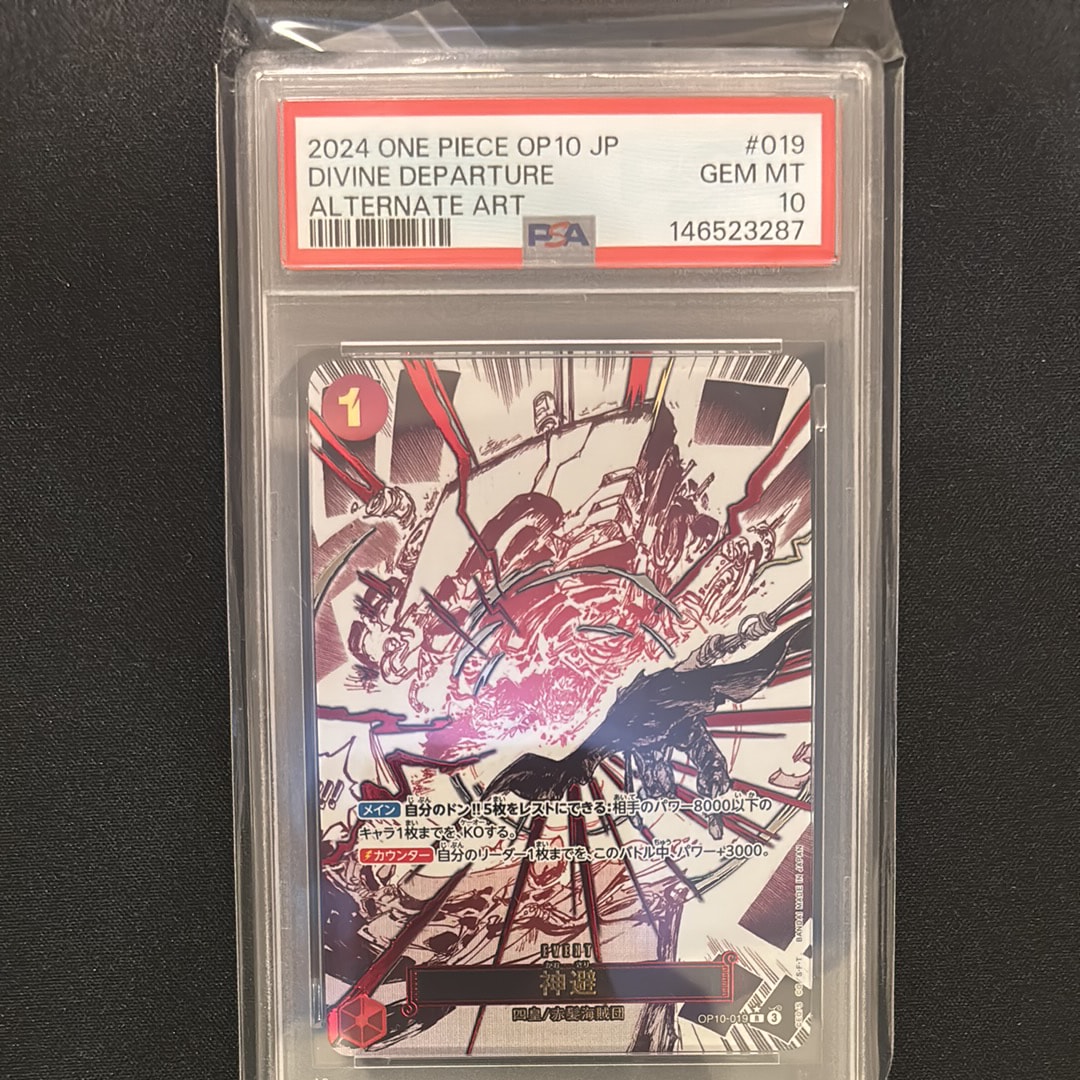 2024 ONE PIECE OP10 JP #019
DIVINE DEPARTURE GEM MT
ALTERNATE ART 10
PSA 146523287
1
メイン 自分のドン!!5枚をレストにできる:相手のパワー8000以下の
キャラ1枚までを、KOする。
カウンター 自分のリーダー1枚までを、このバトル中、パワー+3000。
BANDAI MADE IN JAPAN
EVENT
神避
四皇/赤髪海賊団
OP10-019 R 3